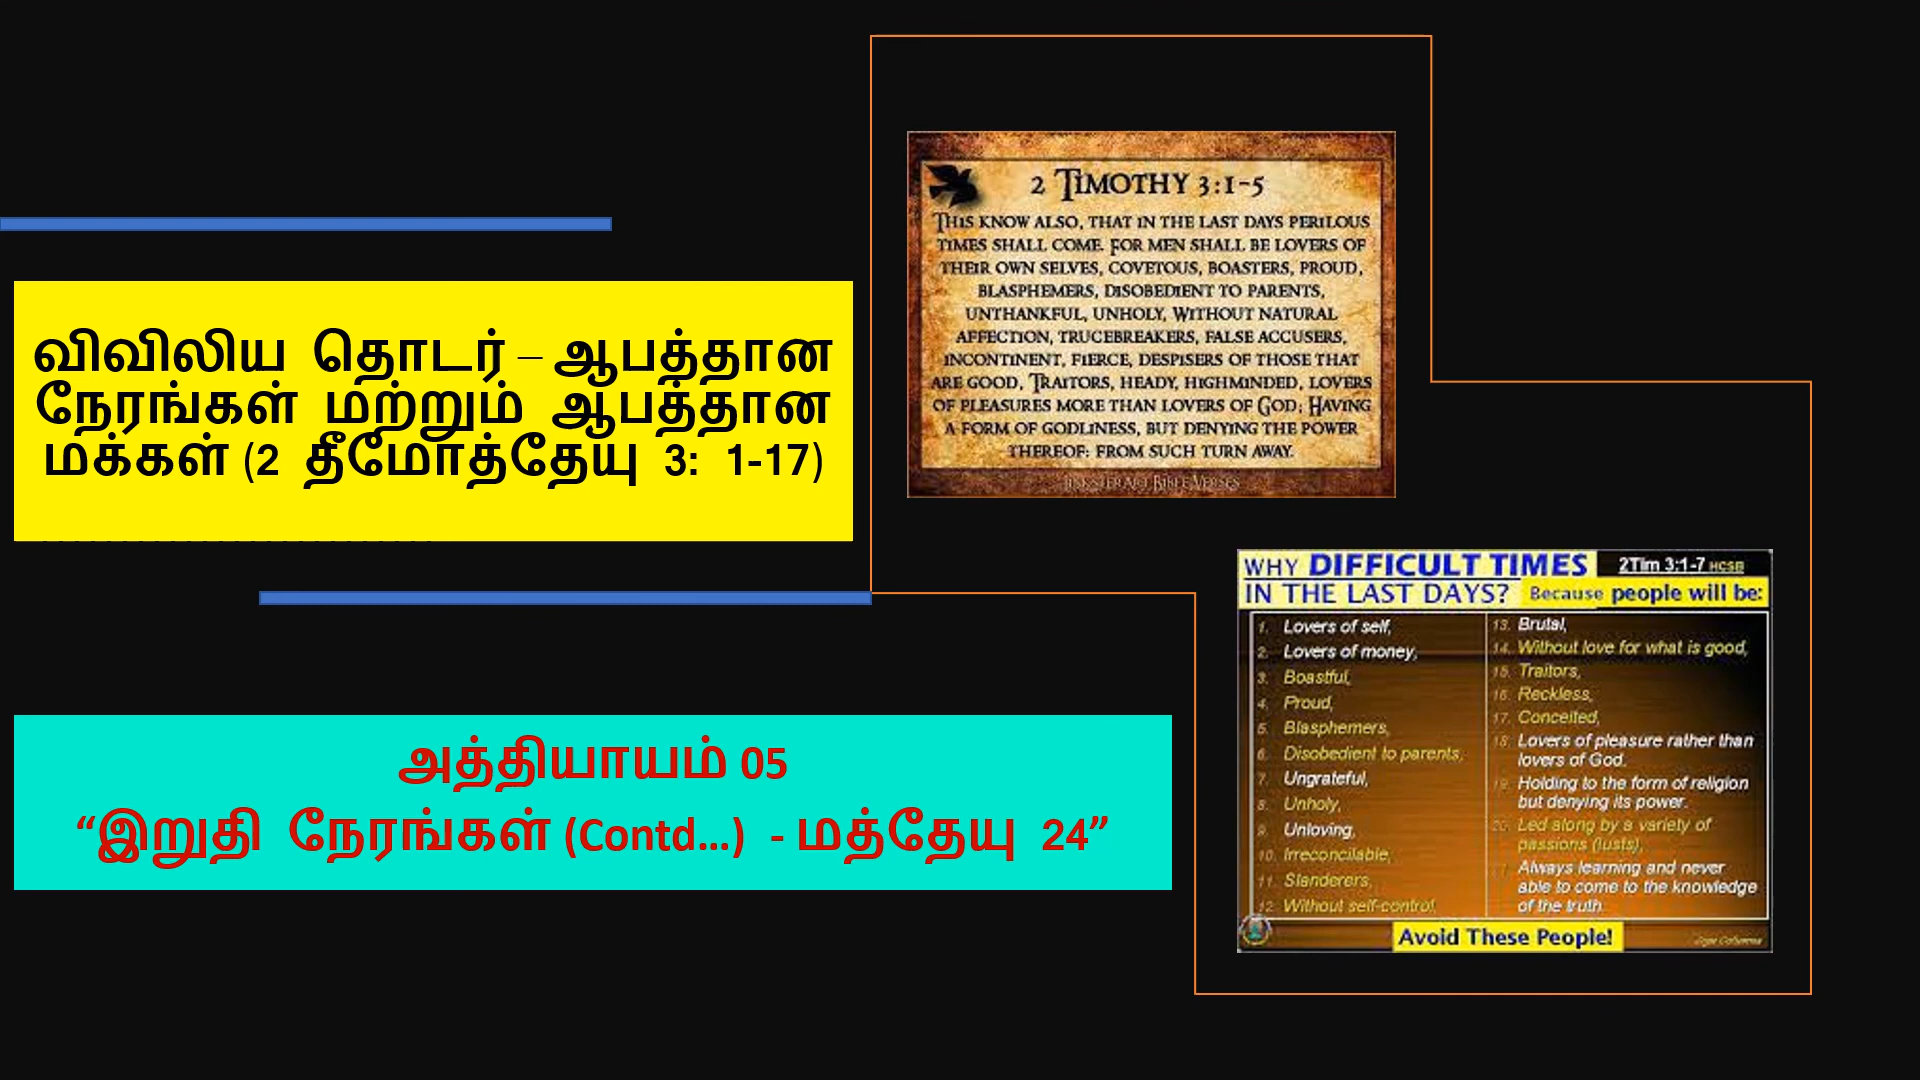 விவிலிய தொடர் – ஆபத்தான
நேரங்கள் மற்றும் ஆபத்தான
மக்கள் (2 தீமோத்தேயு 3: 1-17)
அத்தியாயம் 05
“இறுதி நேரங்கள் (Contd…) - மத்தேயு 24”
2 TIMOTHY 3:1-5
THIS KNOW ALSO, THAT IN THE LAST DAYS PERILOUS
TIMES SHALL COME. FOR MEN SHALL BE LOVERS OF
THEIR OWN SELVES, COVETOUS, BOASTERS, PROUD,
BLASPHEMERS, DISOBEDIENT TO PARENTS,
UNTHANKFUL, UNHOLY, WITHOUT NATURAL
AFFECTION, TRUCEBREAKERS, FALSE ACCUSERS,
INCONTINENT, FIERCE, DESPISERS OF THOSE THAT
ARE GOOD, TRAITORS, HEADY, HIGHMINDED, LOVERS
OF PLEASURES MORE THAN LOVERS OF GOD; HAVING
A FORM OF GODLINESS, BUT DENYING THE POWER
THEREOF: FROM SUCH TURN AWAY.
BIBLE VERSES
WHY DIFFICULT TIMES
IN THE LAST DAYS?
2Tim 3:1-7 HCSB
Because people will be:
1. Lovers of self,
2. Lovers of money,
3. Boastful,
4. Proud,
5. Blasphemers,
6. Disobedient to parents,
7. Ungrateful,
8. Unholy,
9. Unloving,
10. Irreconcilable,
11. Slanderers,
12. Without self-control,
13. Brutal,
14. Without love for what is good,
15. Traitors,
16. Reckless,
17. Conceited,
18. Lovers of pleasure rather than
lovers of God.
19. Holding to the form of religion
but denying its power.
20. Led along by a variety of
passions (lusts),
Always learning and never
able to come to the knowledge
of the truth.
Avoid These People!